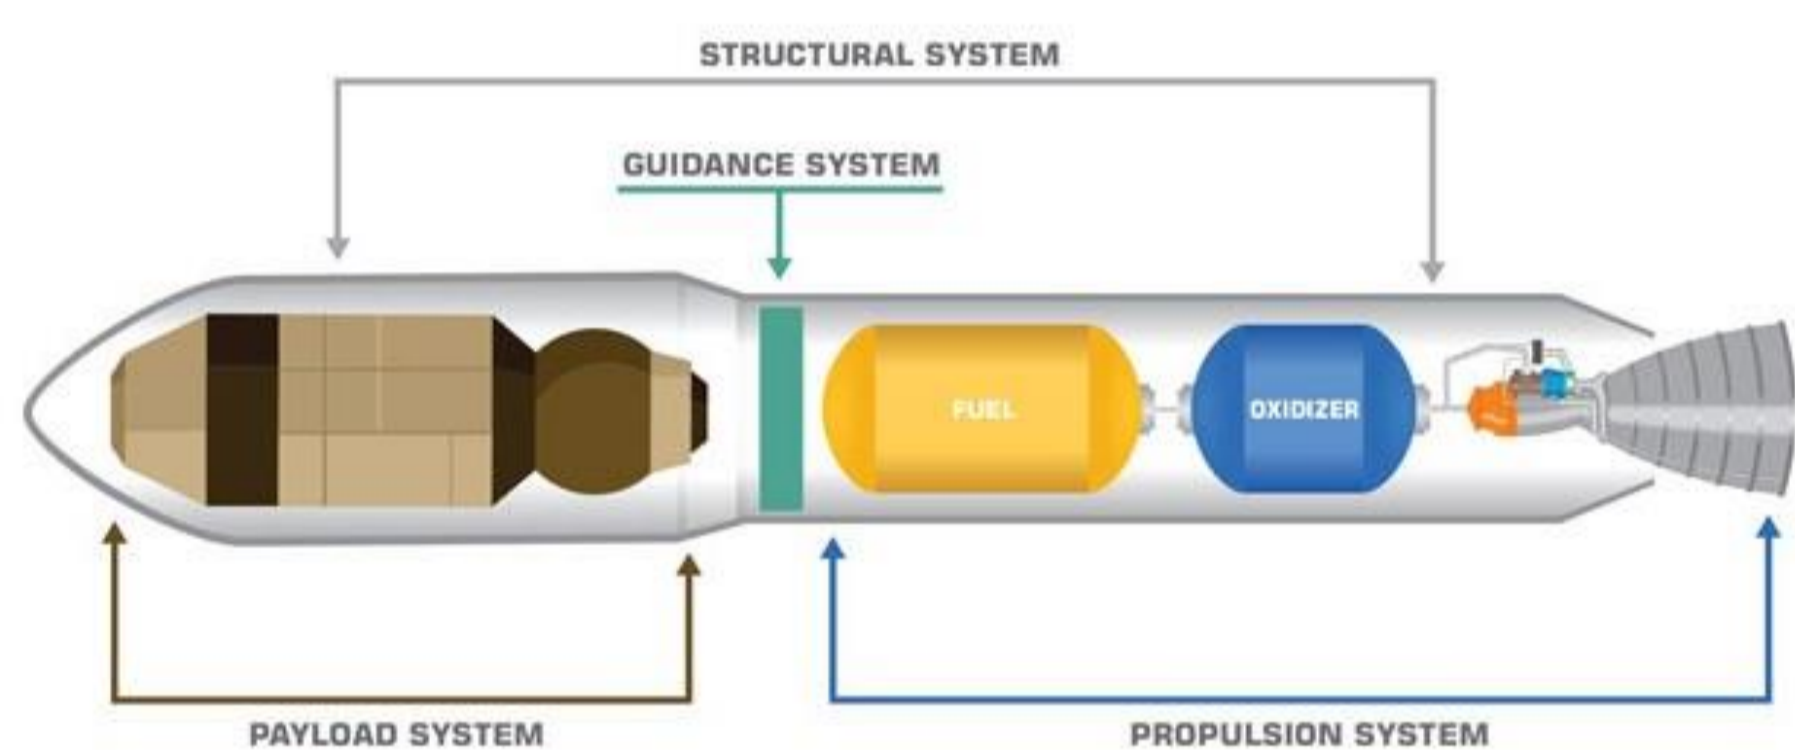 STRUCTURAL SYSTEM
GUIDANCE SYSTEM
FUEL
OXIDIZER
PAYLOAD SYSTEM
PROPULSION SYSTEM